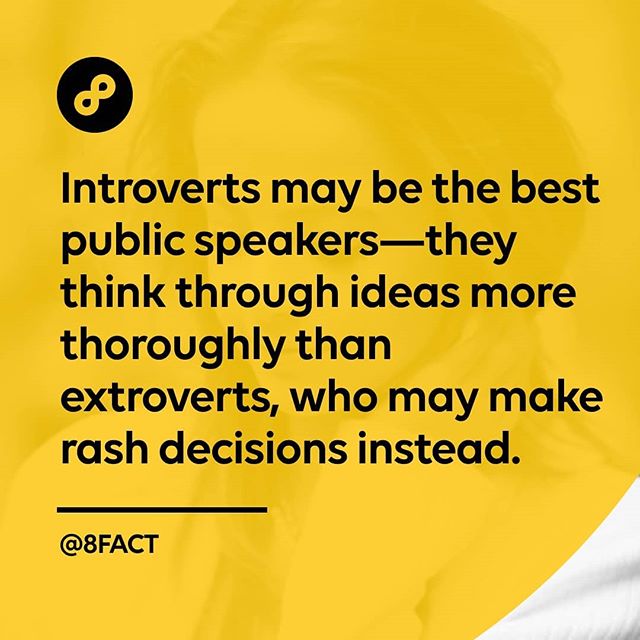 Introverts may be the best
public speakers—they
think through ideas more
thoroughly than
extroverts, who may make
rash decisions instead.
@8FACT